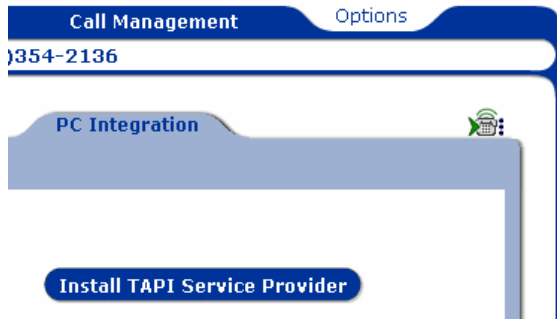 Call Management
Options
)354-2136
PC Integration
Install TAPI Service Provider